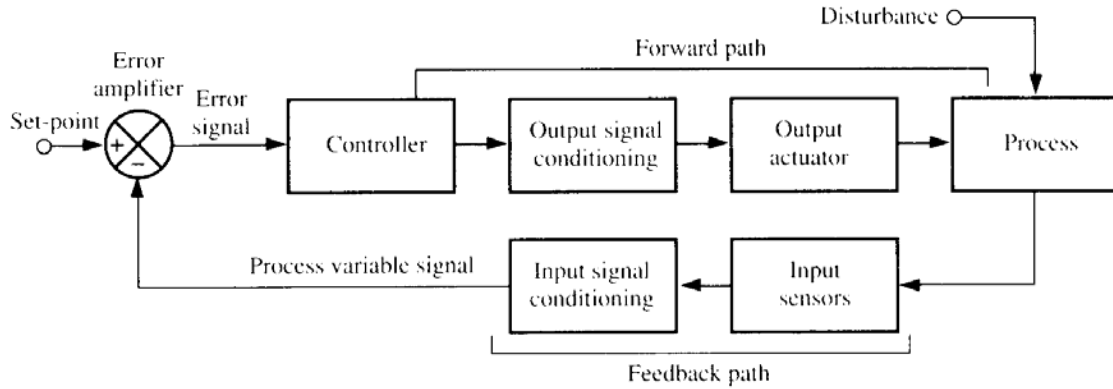 Disturbance
Forward path
Error
amplifier
Error
signal
Set-point
+
−
Controller
Output signal
conditioning
Output
actuator
Process
Process variable signal
Input signal
conditioning
Input
sensors
Feedback path